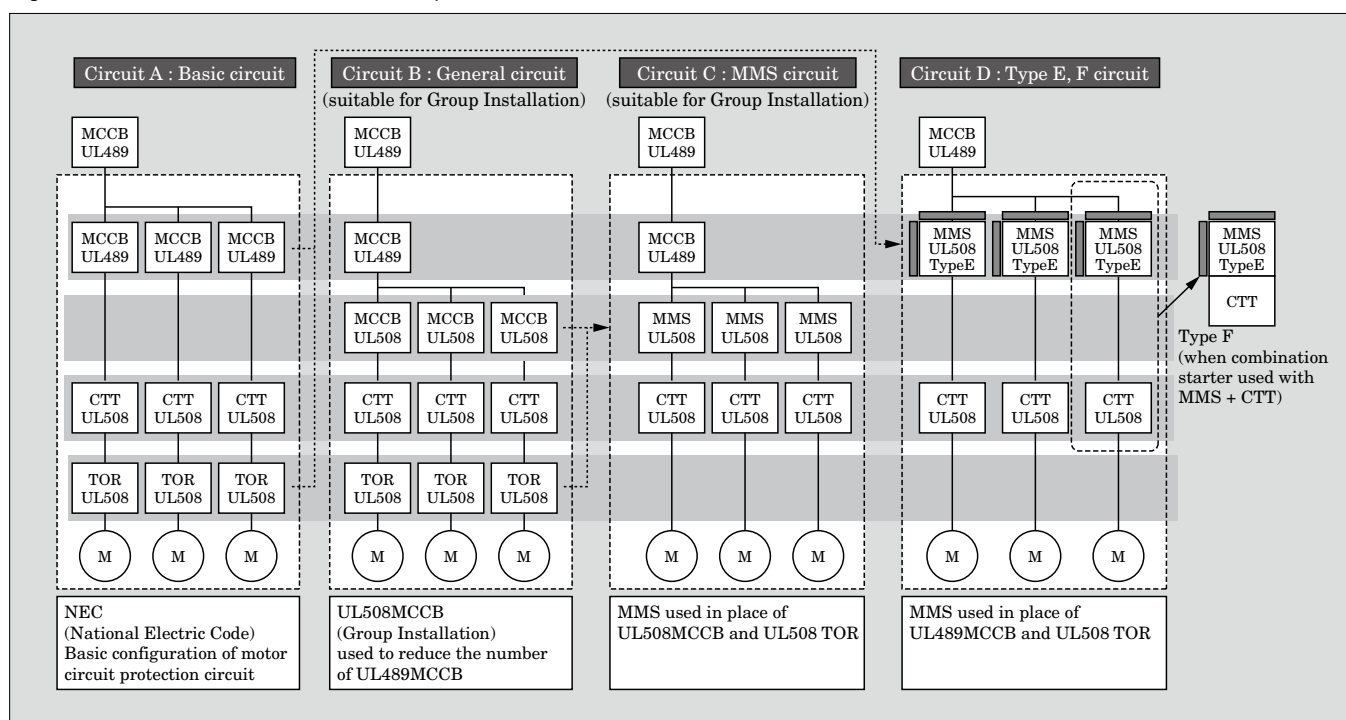 Circuit A : Basic circuit
Circuit B : General circuit
(suitable for Group Installation)
Circuit C : MMS circuit
(suitable for Group Installation)
Circuit D : Type E, F circuit
MCCB
UL489
MCCB
UL489
MCCB
UL489
MCCB
UL489
MCCB
UL489
MCCB
UL489
MCCB
UL489
MCCB
UL489
MCCB
UL489
MMS
UL508
TypeE
MMS
UL508
TypeE
MMS
UL508
TypeE
MMS
UL508
TypeE
CTT
Type F
(when combination
starter used with
MMS + CTT)
MCCB
UL508
MCCB
UL508
MCCB
UL508
MMS
UL508
MMS
UL508
MMS
UL508
CTT
UL508
CTT
UL508
CTT
UL508
CTT
UL508
CTT
UL508
CTT
UL508
CTT
UL508
CTT
UL508
CTT
UL508
CTT
UL508
CTT
UL508
CTT
UL508
TOR
UL508
TOR
UL508
TOR
UL508
TOR
UL508
TOR
UL508
TOR
UL508
M
M
M
M
M
M
M
M
M
M
M
M
NEC
(National Electric Code)
Basic configuration of motor
circuit protection circuit
UL508MCCB
(Group Installation)
used to reduce the number
of UL489MCCB
MMS used in place of
UL508MCCB and UL508 TOR
MMS used in place of
UL489MCCB and UL508 TOR